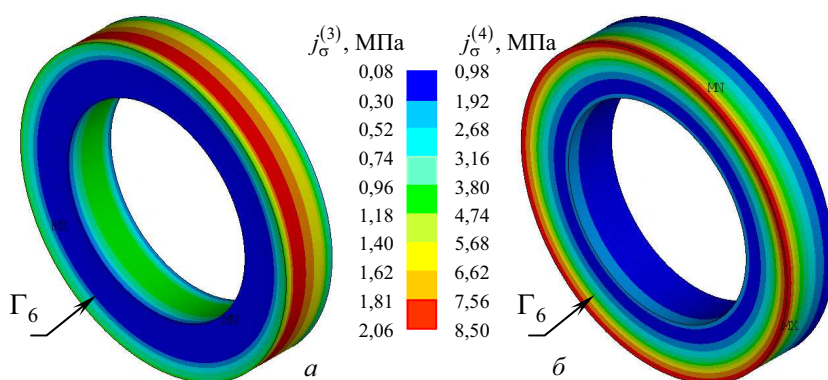 j_σ^(3), МПа j_σ^(4), МПа
0,08 0,98
0,30 1,92
0,52 2,68
0,74 3,16
0,96 3,80
1,18 4,74
1,40 5,68
1,62 6,62
1,81 7,56
2,06 8,50
MN
MX
Γ6
Γ6
а
б